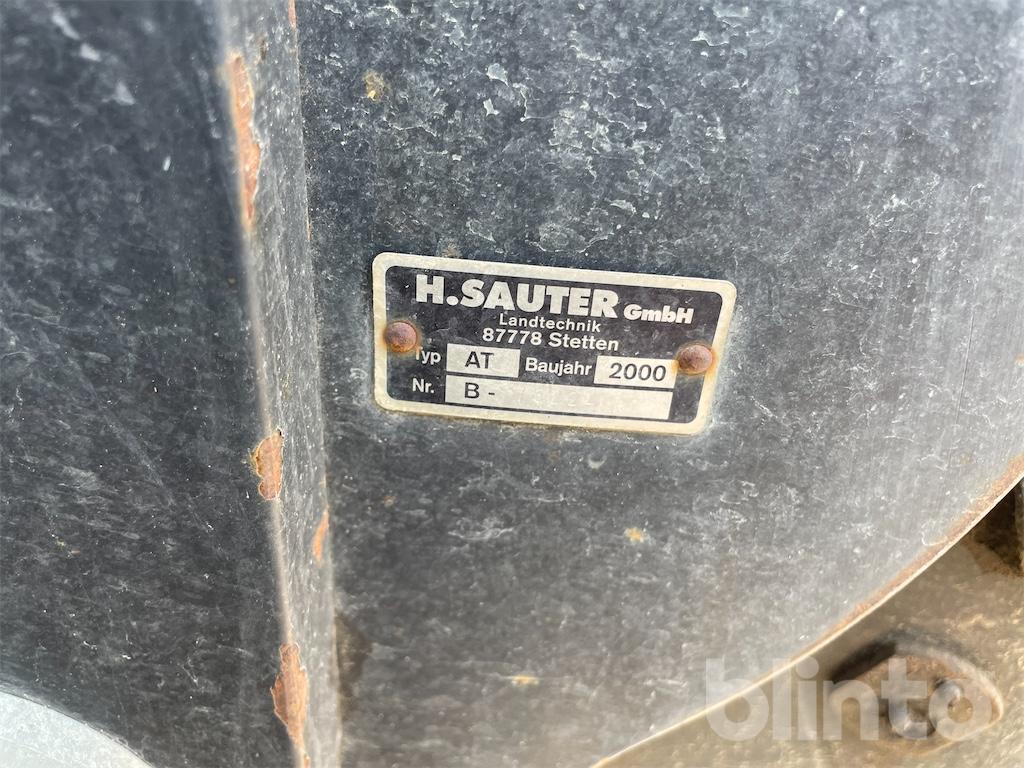 H.SAUTER GmbH
Landtechnik
87778 Stetten
Typ AT Baujahr 2000
Nr. B -
blinto